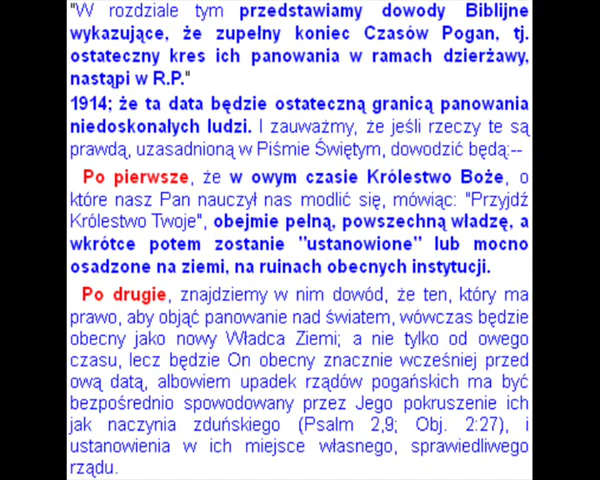 "W rozdziale tym przedstawiamy dowody Biblijne
wykazujące, że zupełny koniec Czasów Pogan, tj.
ostateczny kres ich panowania w ramach dzierżawy,
nastąpi w R.P."
1914; że ta data będzie ostateczną granicą panowania
niedoskonałych ludzi. I zauważmy, że jeśli rzeczy te są
prawdą, uzasadnioną w Piśmie Świętym, dowodzić będą:--
Po pierwsze, że w owym czasie Królestwo Boże, o
które nasz Pan nauczył nas modlić się, mówiąc: "Przyjdź
Królestwo Twoje", obejmie pełną, powszechną władzę, a
wkrótce potem zostanie "ustanowione" lub mocno
osadzone na ziemi, na ruinach obecnych instytucji.
Po drugie, znajdziemy w nim dowód, że ten, który ma
prawo, aby objąć panowanie nad światem, wówczas będzie
obecny jako nowy Władca Ziemi; a nie tylko od owego
czasu, lecz będzie On obecny znacznie wcześniej przed
ową datą, albowiem upadek rządów pogańskich ma być
bezpośrednio spowodowany przez Jego pokruszenie ich
jak naczynia zduńskiego (Psalm 2,9; Obj. 2:27), i
ustanowienia w ich miejsce własnego, sprawiedliwego
rządu.